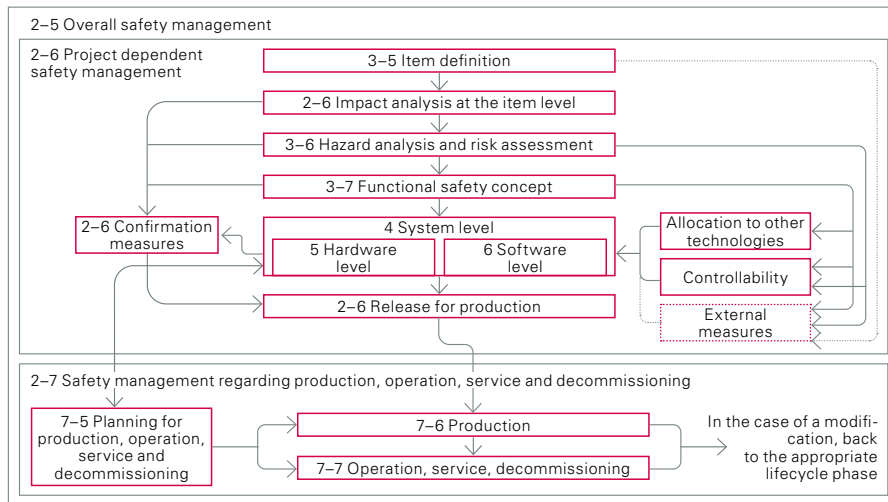 2–5 Overall safety management
2–6 Project dependent
safety management
3–5 Item definition
2–6 Impact analysis at the item level
3–6 Hazard analysis and risk assessment
3–7 Functional safety concept
2–6 Confirmation
measures
4 System level
5 Hardware
level
6 Software
level
Allocation to other
technologies
Controllability
External
measures
2–6 Release for production
2–7 Safety management regarding production, operation, service and decommissioning
7–5 Planning for
production, operation,
service and
decommissioning
7–6 Production
7–7 Operation, service, decommissioning
In the case of a modifi-
cation, back
to the appropriate
lifecycle phase